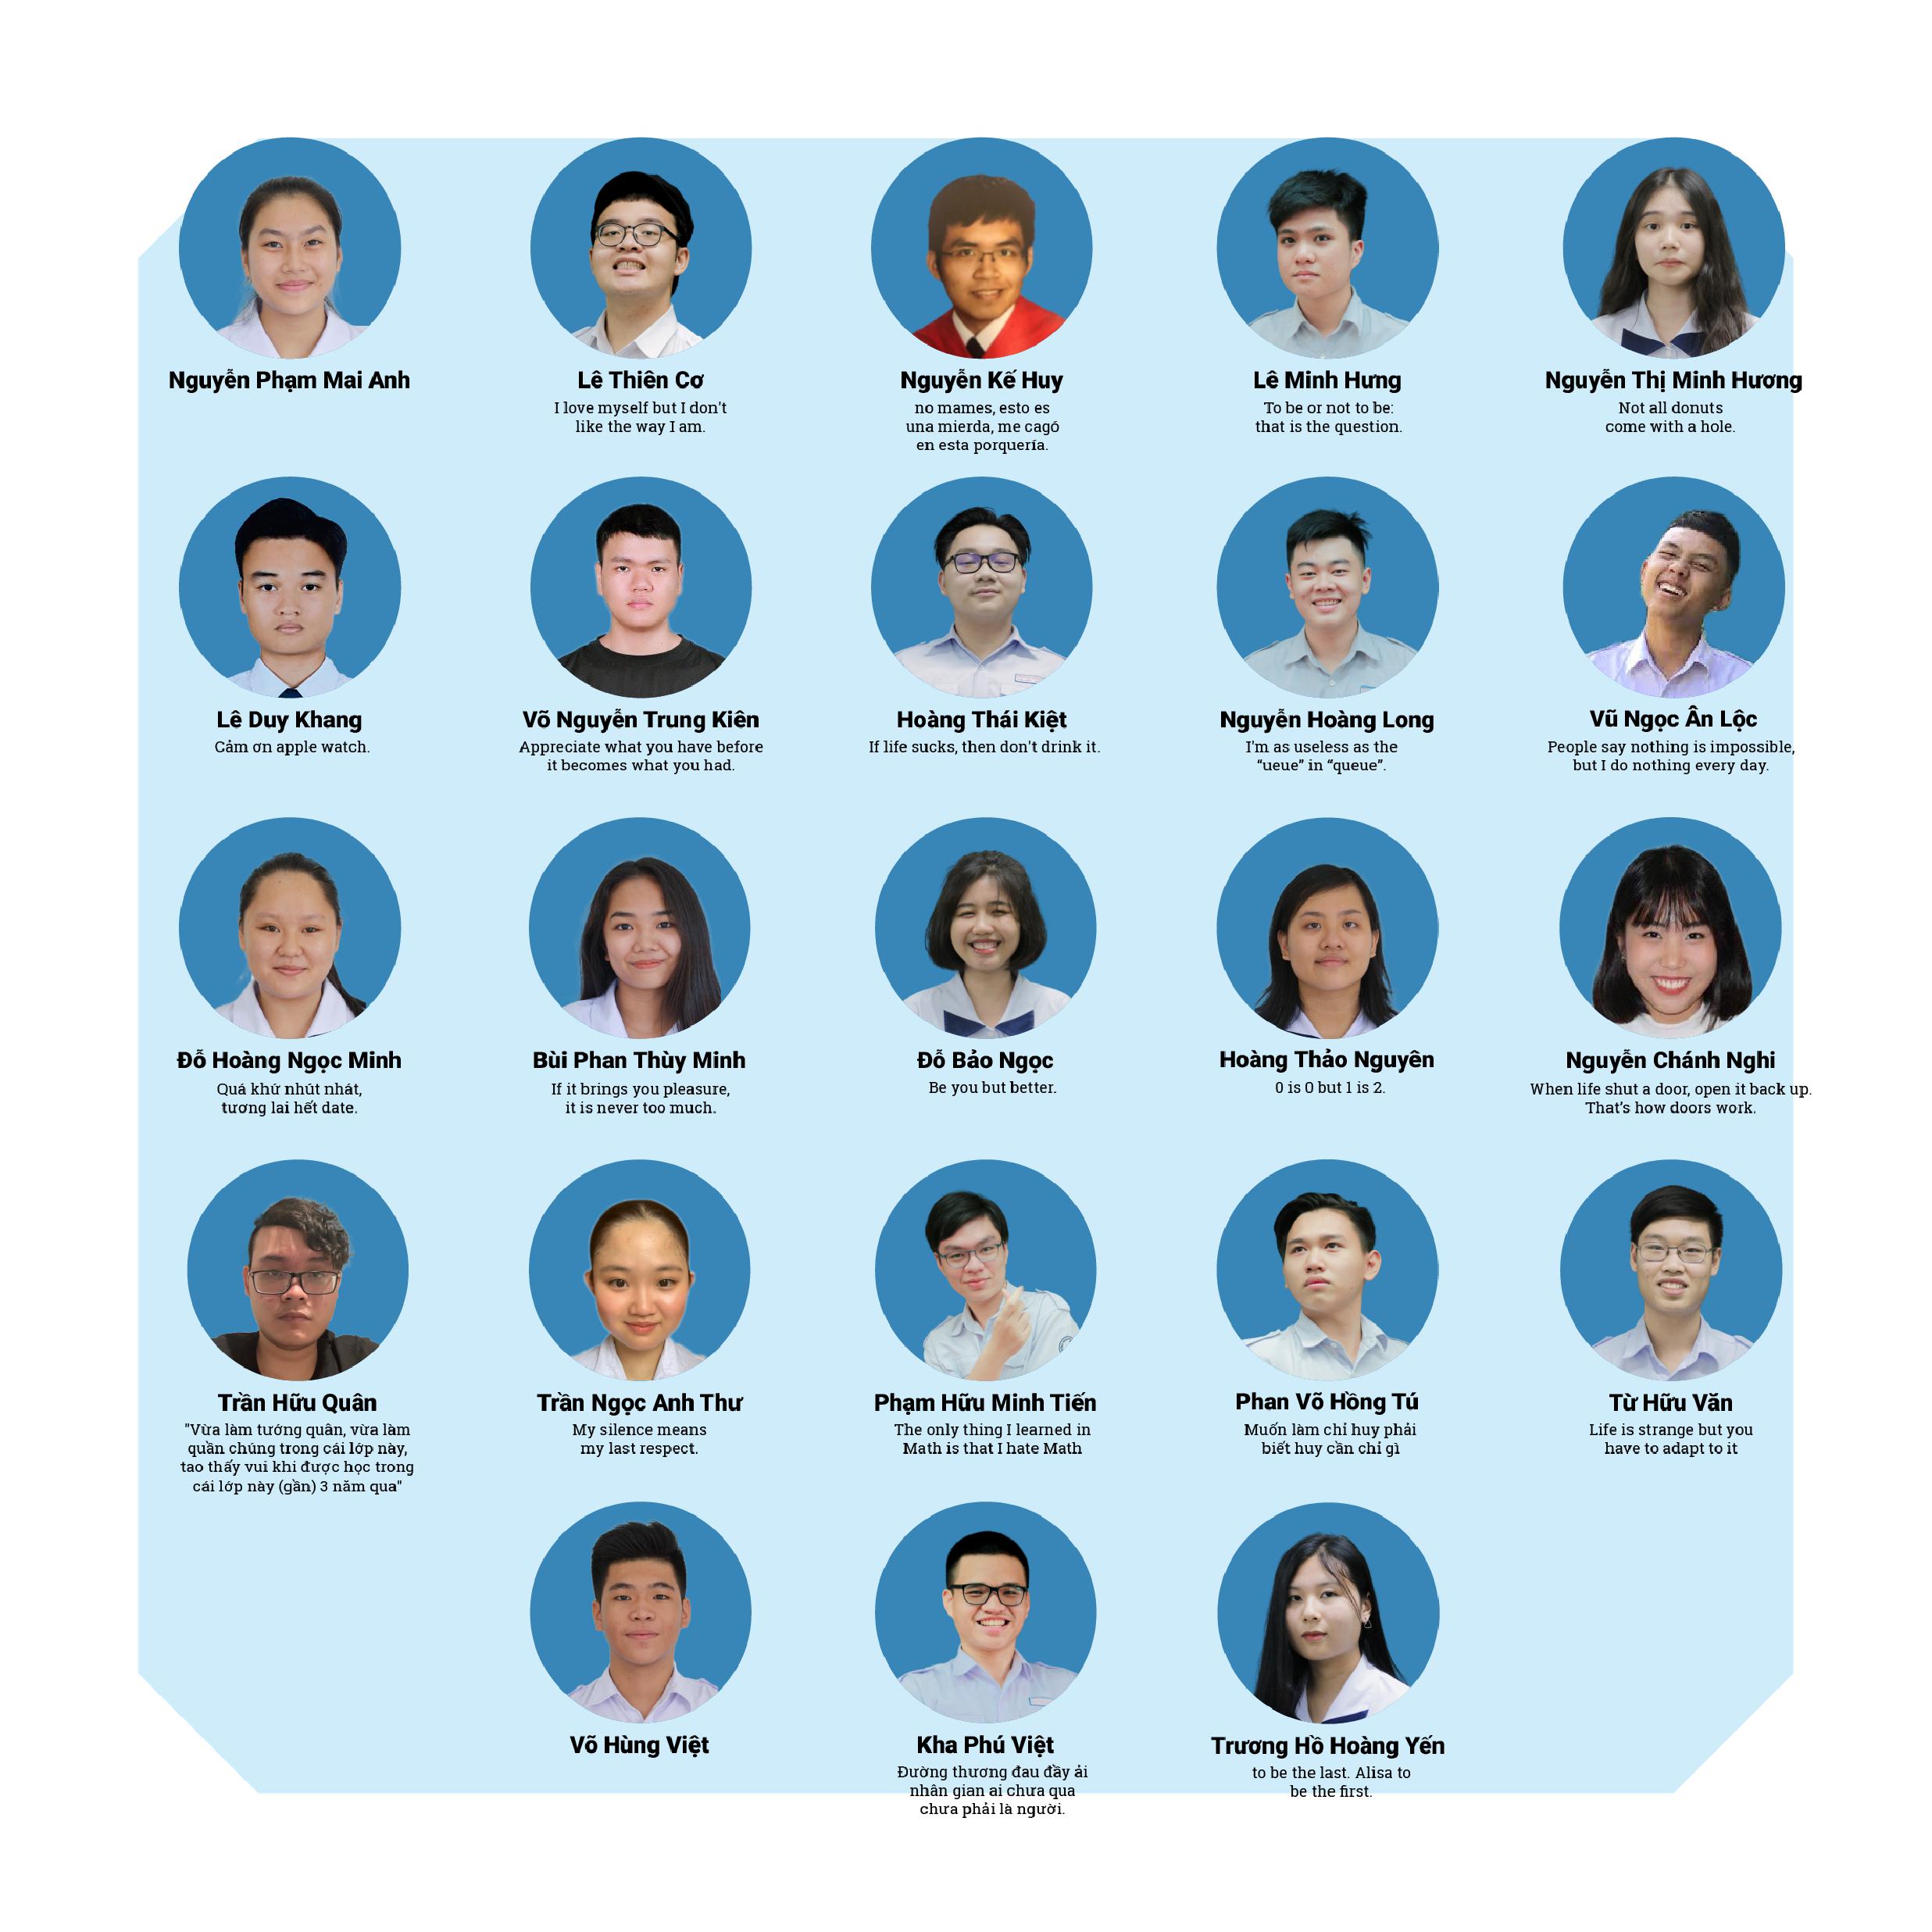 Nguyễn Phạm Mai Anh
Lê Thiên Cơ
I love myself but I don't
like the way I am.
Nguyễn Kế Huy
no mames, esto es
una mierda, me cagó
en esta porquería.
Lê Minh Hưng
To be or not to be:
that is the question.
Nguyễn Thị Minh Hương
Not all donuts
come with a hole.
Lê Duy Khang
Cảm ơn apple watch.
Võ Nguyễn Trung Kiên
Appreciate what you have before
it becomes what you had.
Hoàng Thái Kiệt
If life sucks, then don't drink it.
Nguyễn Hoàng Long
I'm as useless as the
“ueue” in “queue”.
Vũ Ngọc Ân Lộc
People say nothing is impossible,
but I do nothing every day.
Đỗ Hoàng Ngọc Minh
Quá khứ nhút nhát,
tương lai hết date.
Bùi Phan Thùy Minh
If it brings you pleasure,
it is never too much.
Đỗ Bảo Ngọc
Be you but better.
Hoàng Thảo Nguyên
0 is 0 but 1 is 2.
Nguyễn Chánh Nghi
When life shut a door, open it back up.
That’s how doors work.
Trần Hữu Quân
"Vừa làm tướng quân, vừa làm
quần chúng trong cái lớp này,
tao thấy vui khi được học trong
cái lớp này (gần) 3 năm qua"
Trần Ngọc Anh Thư
My silence means
my last respect.
Phạm Hữu Minh Tiến
The only thing I learned in
Math is that I hate Math
Phan Võ Hồng Tú
Muốn làm chỉ huy phải
biết huy cần chỉ gì
Từ Hữu Văn
Life is strange but you
have to adapt to it
Võ Hùng Việt
Kha Phú Việt
Đường thương đau đầy ải
nhân gian ai chưa qua
chưa phải là người.
Trương Hồ Hoàng Yến
to be the last. Alisa to
be the first.